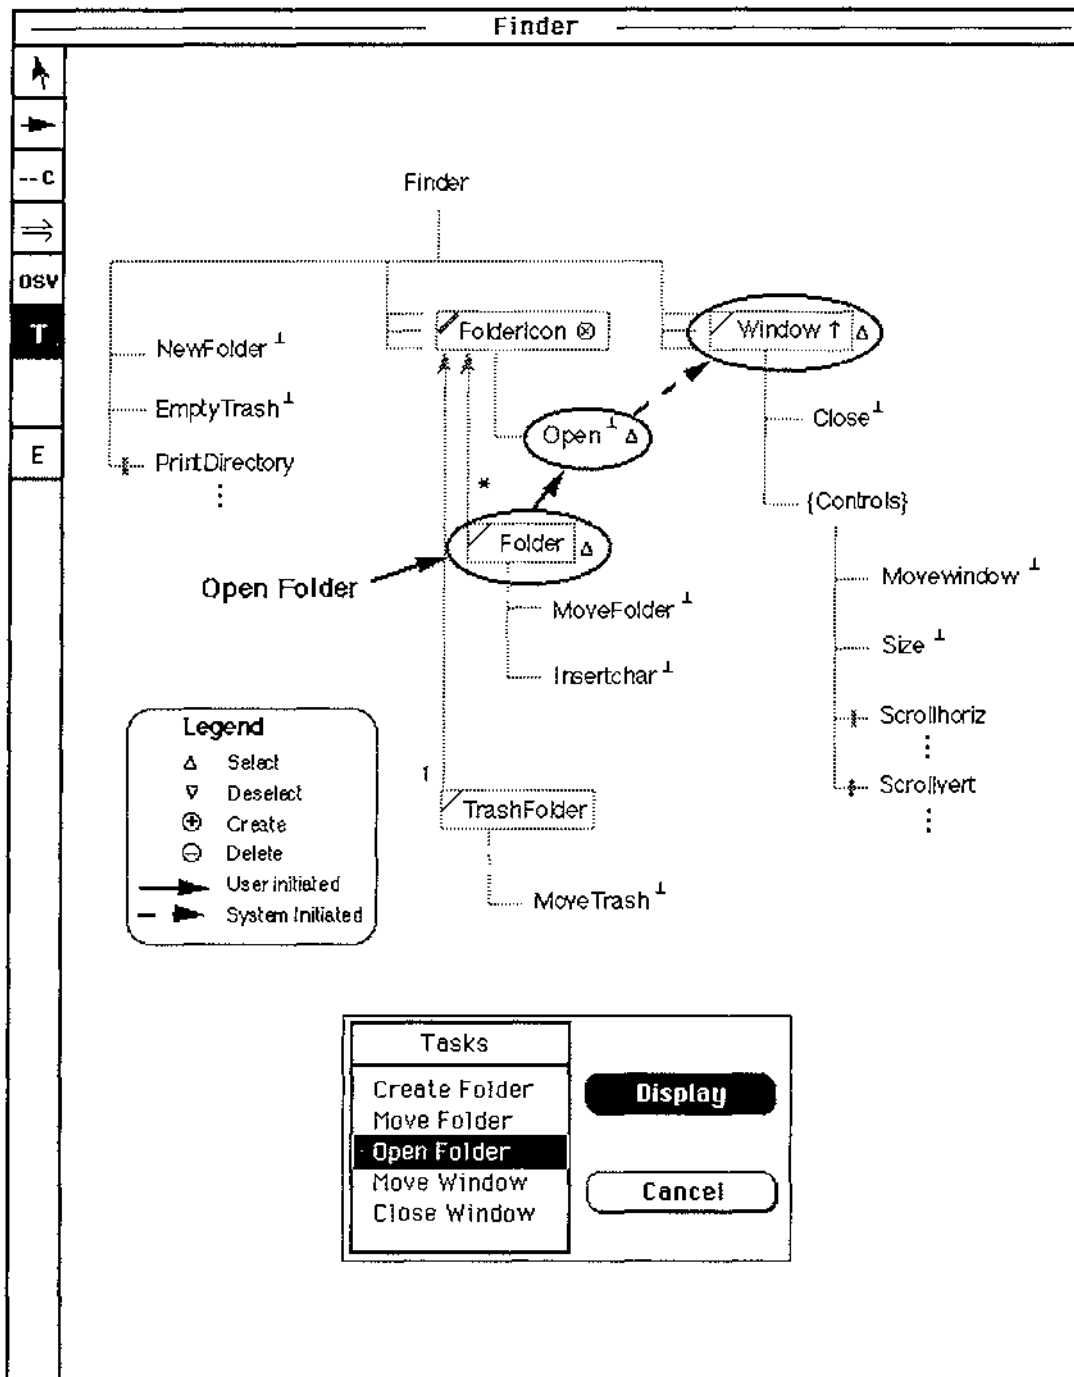 Finder
--C
OSV
T
E
Finder
FolderIcon ⊗
Window ↑ △
NewFolder ⊥
EmptyTrash ⊥
PrintDirectory
⋮
Open ⊥ △
Close ⊥
*
{Controls}
Folder △
Open Folder
MoveFolder ⊥
Insertchar ⊥
Movewindow ⊥
Size ⊥
Scrollhoriz
⋮
Scrollvert
⋮
1
TrashFolder
MoveTrash ⊥
Legend
△ Select
▽ Deselect
⊕ Create
⊖ Delete
User initiated
System Initiated
Tasks
Create Folder
Move Folder
Open Folder
Move Window
Close Window
Display
Cancel